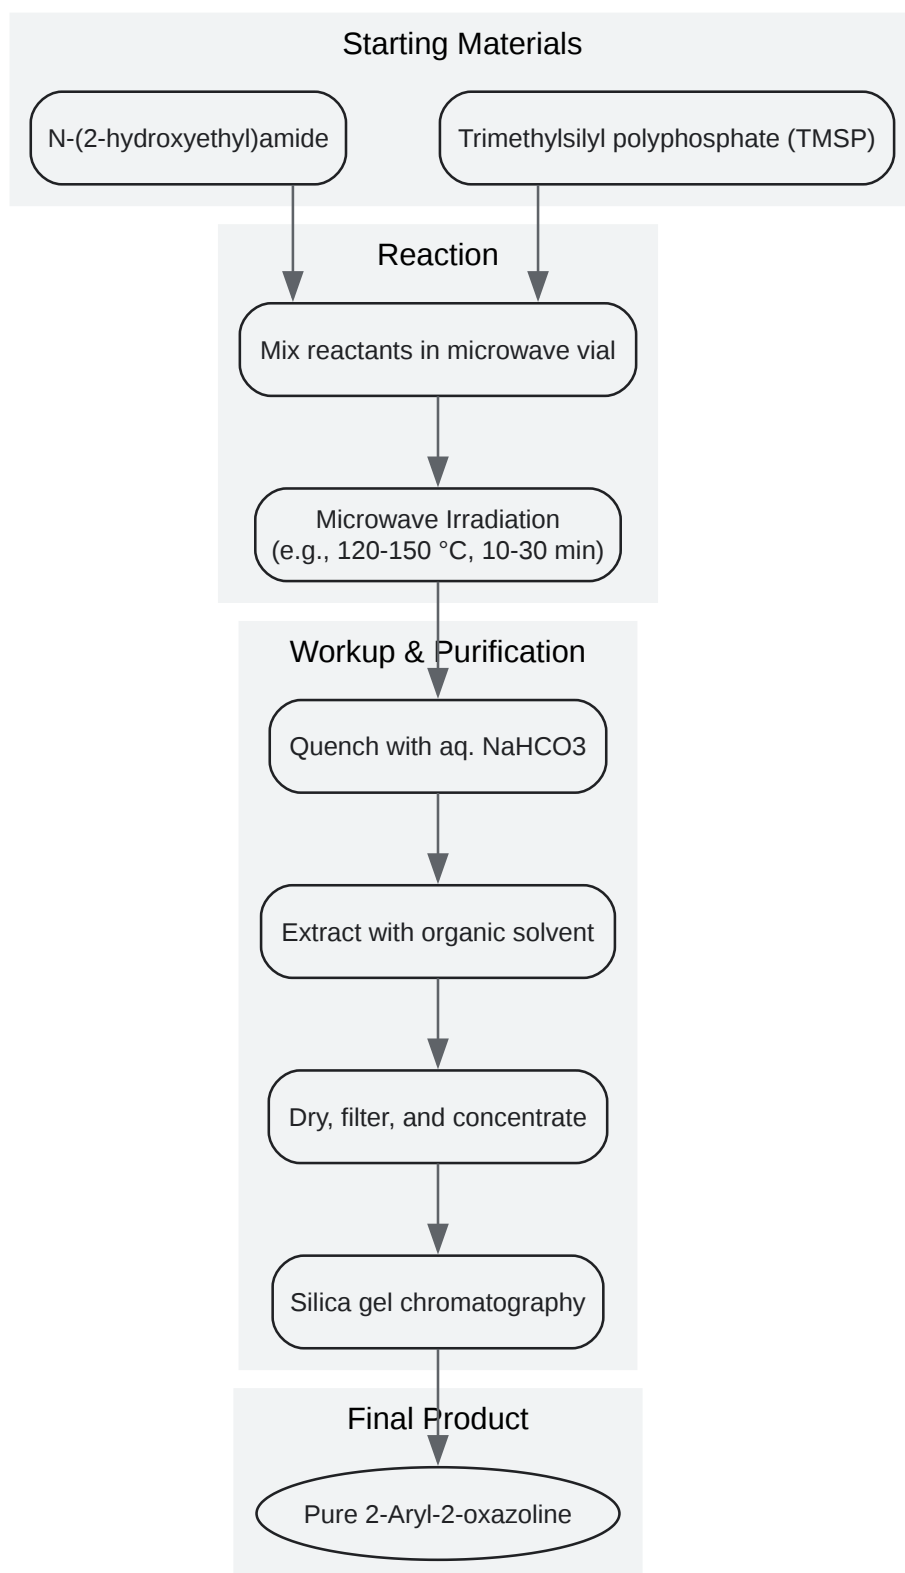 Starting Materials
N-(2-hydroxyethyl)amide
Trimethylsilyl polyphosphate (TMSP)
Reaction
Mix reactants in microwave vial
Microwave Irradiation
(e.g., 120-150 °C, 10-30 min)
Workup & Purification
Quench with aq. NaHCO3
Extract with organic solvent
Dry, filter, and concentrate
Silica gel chromatography
Final Product
Pure 2-Aryl-2-oxazoline